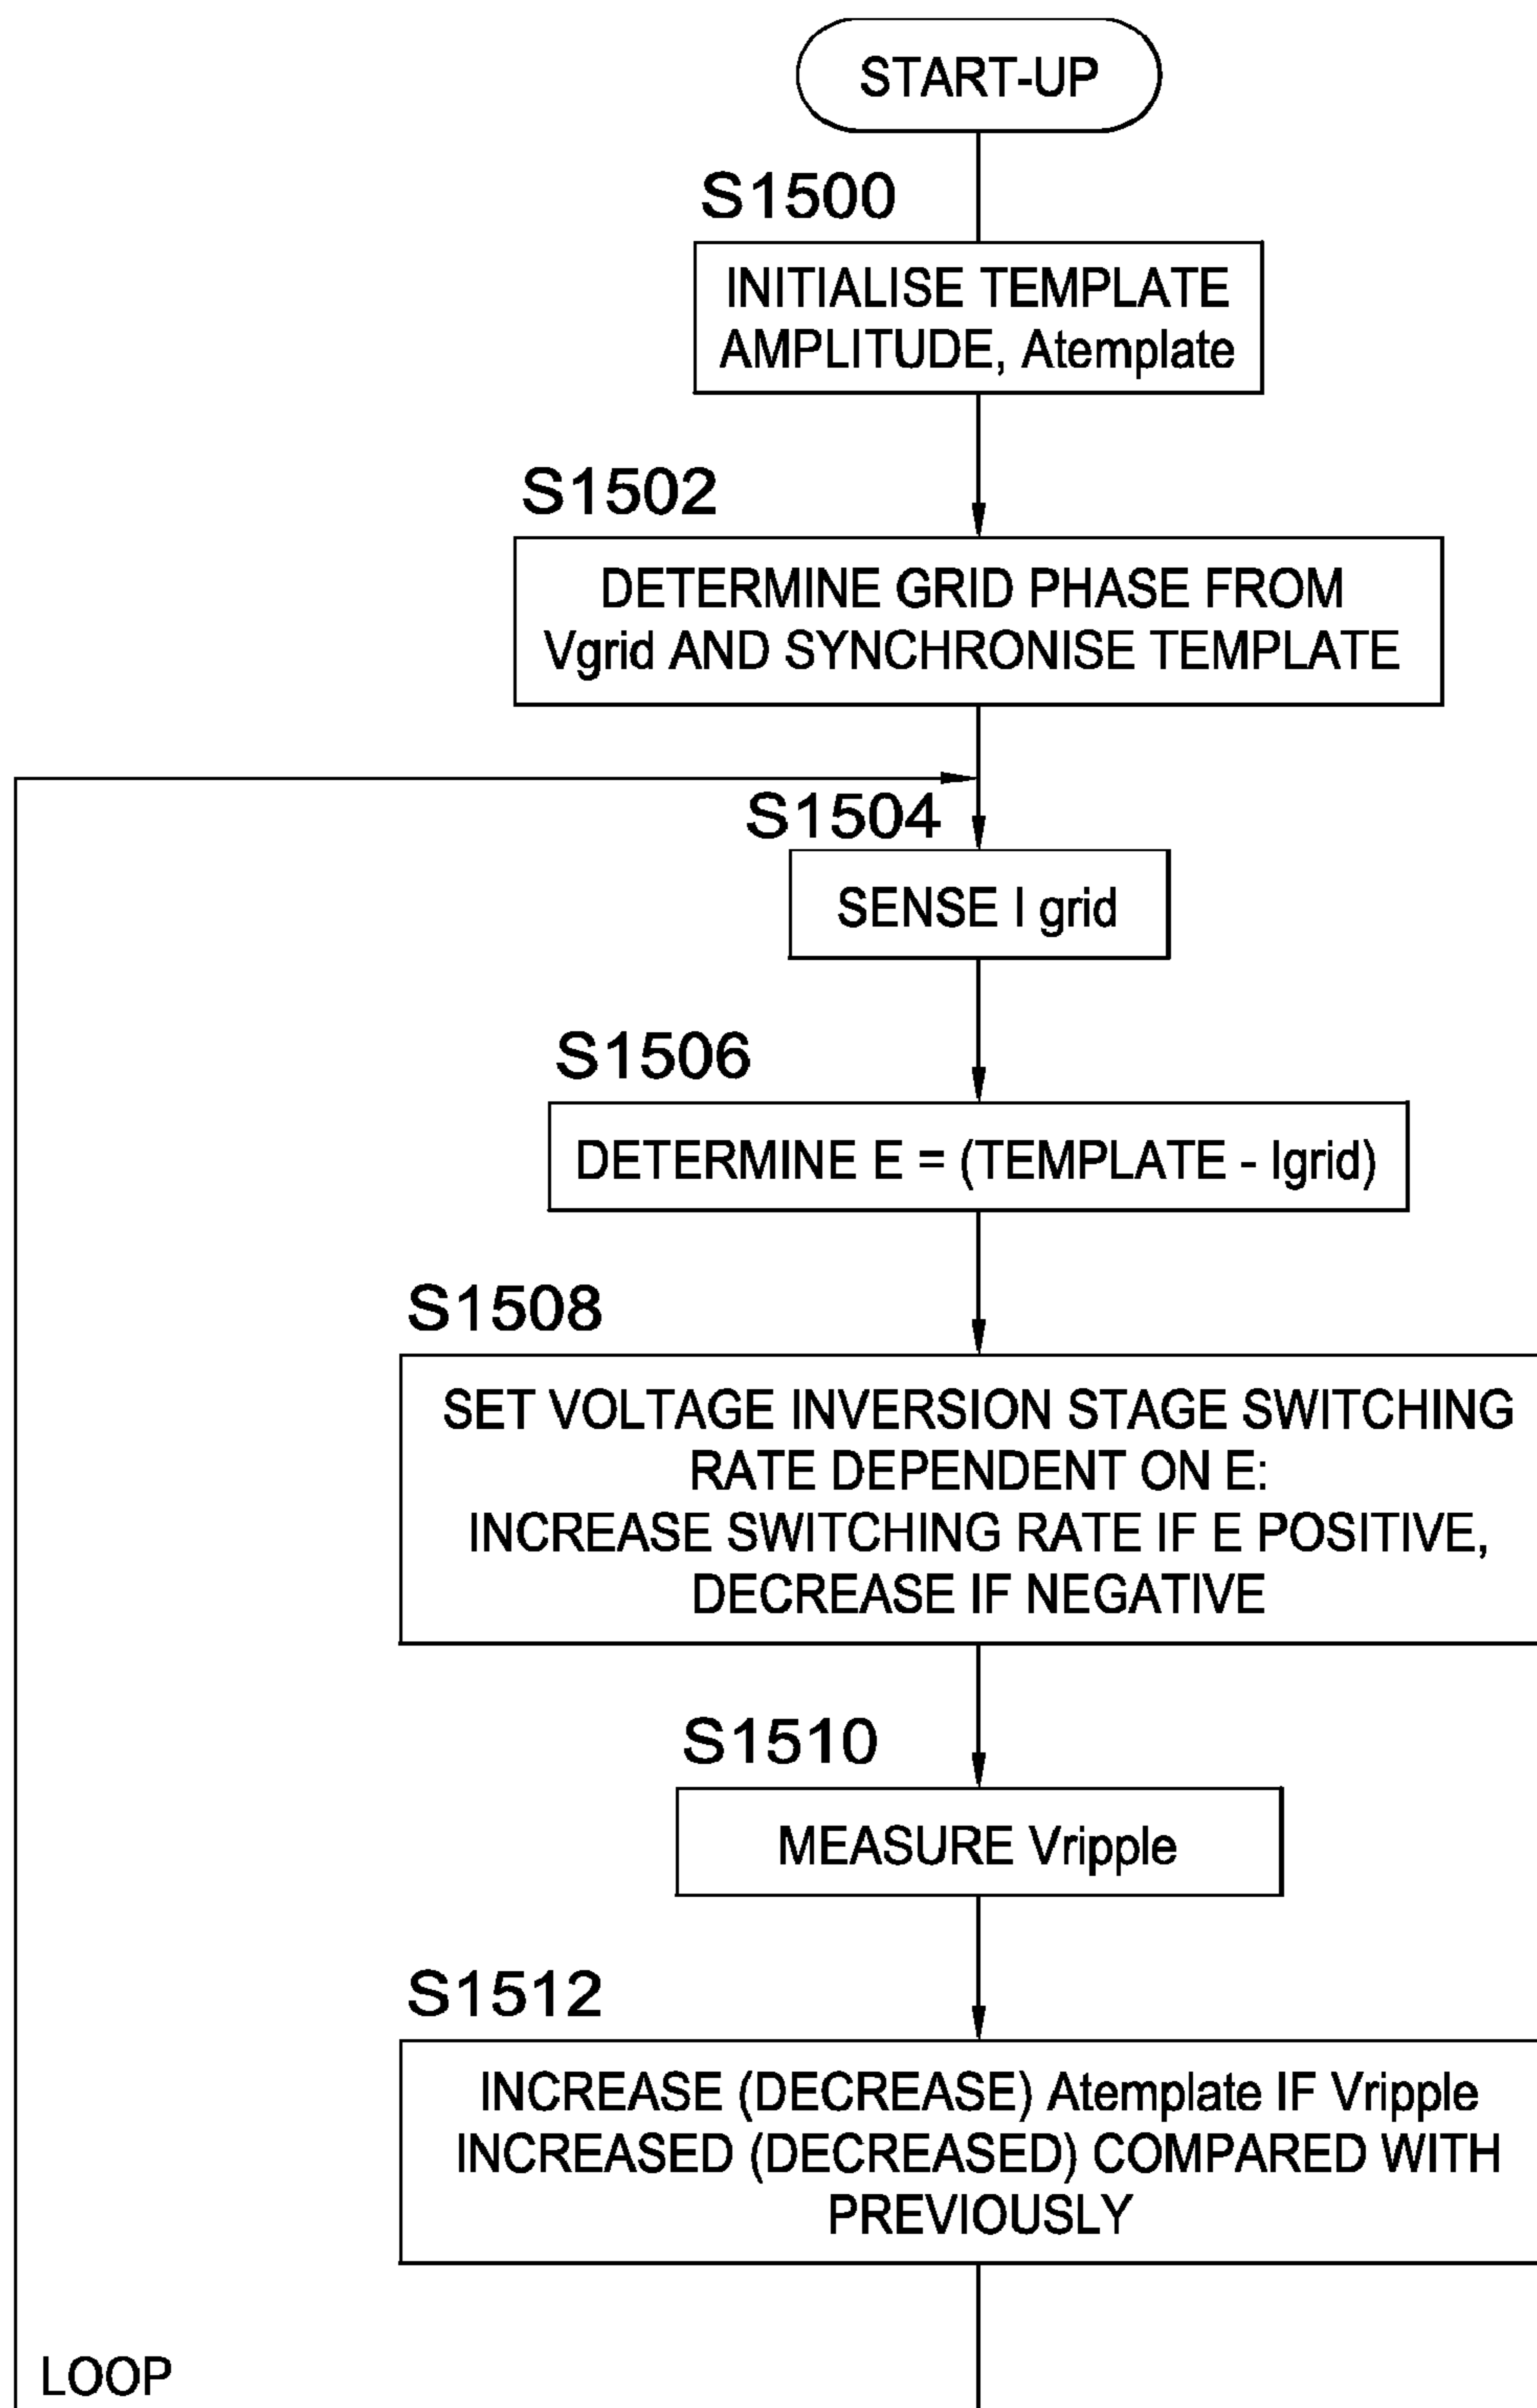 START-UP
S1500
INITIALISE TEMPLATE
AMPLITUDE, Atemplate
S1502
DETERMINE GRID PHASE FROM
Vgrid AND SYNCHRONISE TEMPLATE
S1504
SENSE I grid
S1506
DETERMINE E = (TEMPLATE - Igrid)
S1508
SET VOLTAGE INVERSION STAGE SWITCHING
RATE DEPENDENT ON E:
INCREASE SWITCHING RATE IF E POSITIVE,
DECREASE IF NEGATIVE
S1510
MEASURE Vripple
S1512
INCREASE (DECREASE) Atemplate IF Vripple
INCREASED (DECREASED) COMPARED WITH
PREVIOUSLY
LOOP